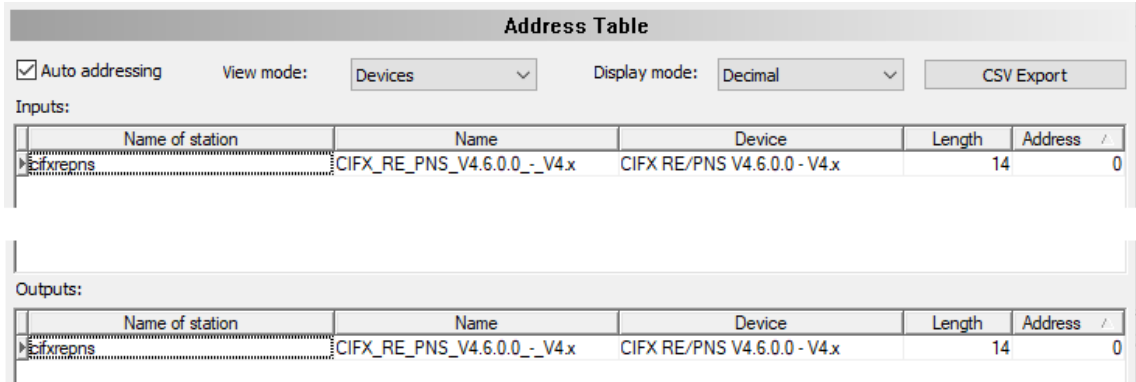 Address Table
Auto addressing View mode: Devices Display mode: Decimal CSV Export
Inputs:
Name of station Name Device Length Address
cifxrepns CIFX_RE_PNS_V4.6.0.0_-_V4.x CIFX RE/PNS V4.6.0.0 - V4.x 14 0
Outputs:
Name of station Name Device Length Address
cifxrepns CIFX_RE_PNS_V4.6.0.0_-_V4.x CIFX RE/PNS V4.6.0.0 - V4.x 14 0